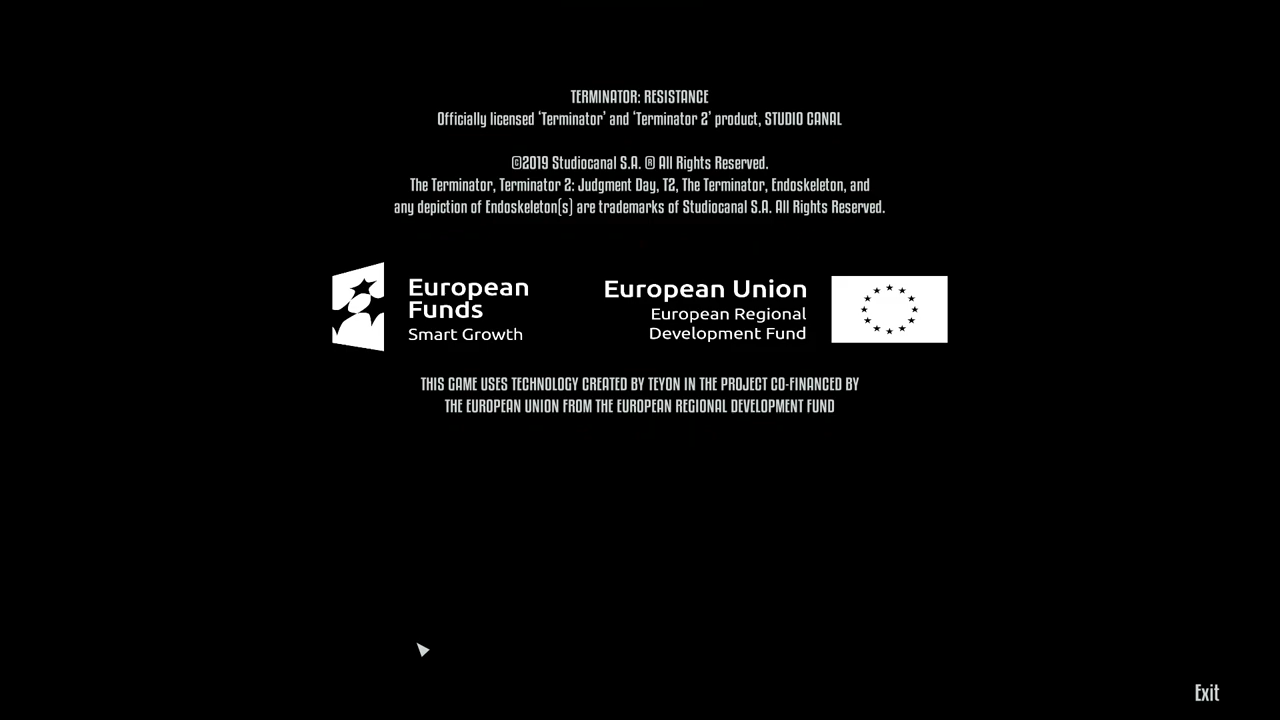 TERMINATOR: RESISTANCE
Officially licensed ‘Terminator’ and ‘Terminator 2’ product, STUDIO CANAL
©2019 Studiocanal S.A. ® All Rights Reserved.
The Terminator, Terminator 2: Judgment Day, T2, The Terminator, Endoskeleton, and
any depiction of Endoskeleton(s) are trademarks of Studiocanal S.A. All Rights Reserved.
European
Funds
Smart Growth
European Union
European Regional
Development Fund
THIS GAME USES TECHNOLOGY CREATED BY TEYON IN THE PROJECT CO-FINANCED BY
THE EUROPEAN UNION FROM THE EUROPEAN REGIONAL DEVELOPMENT FUND
Exit